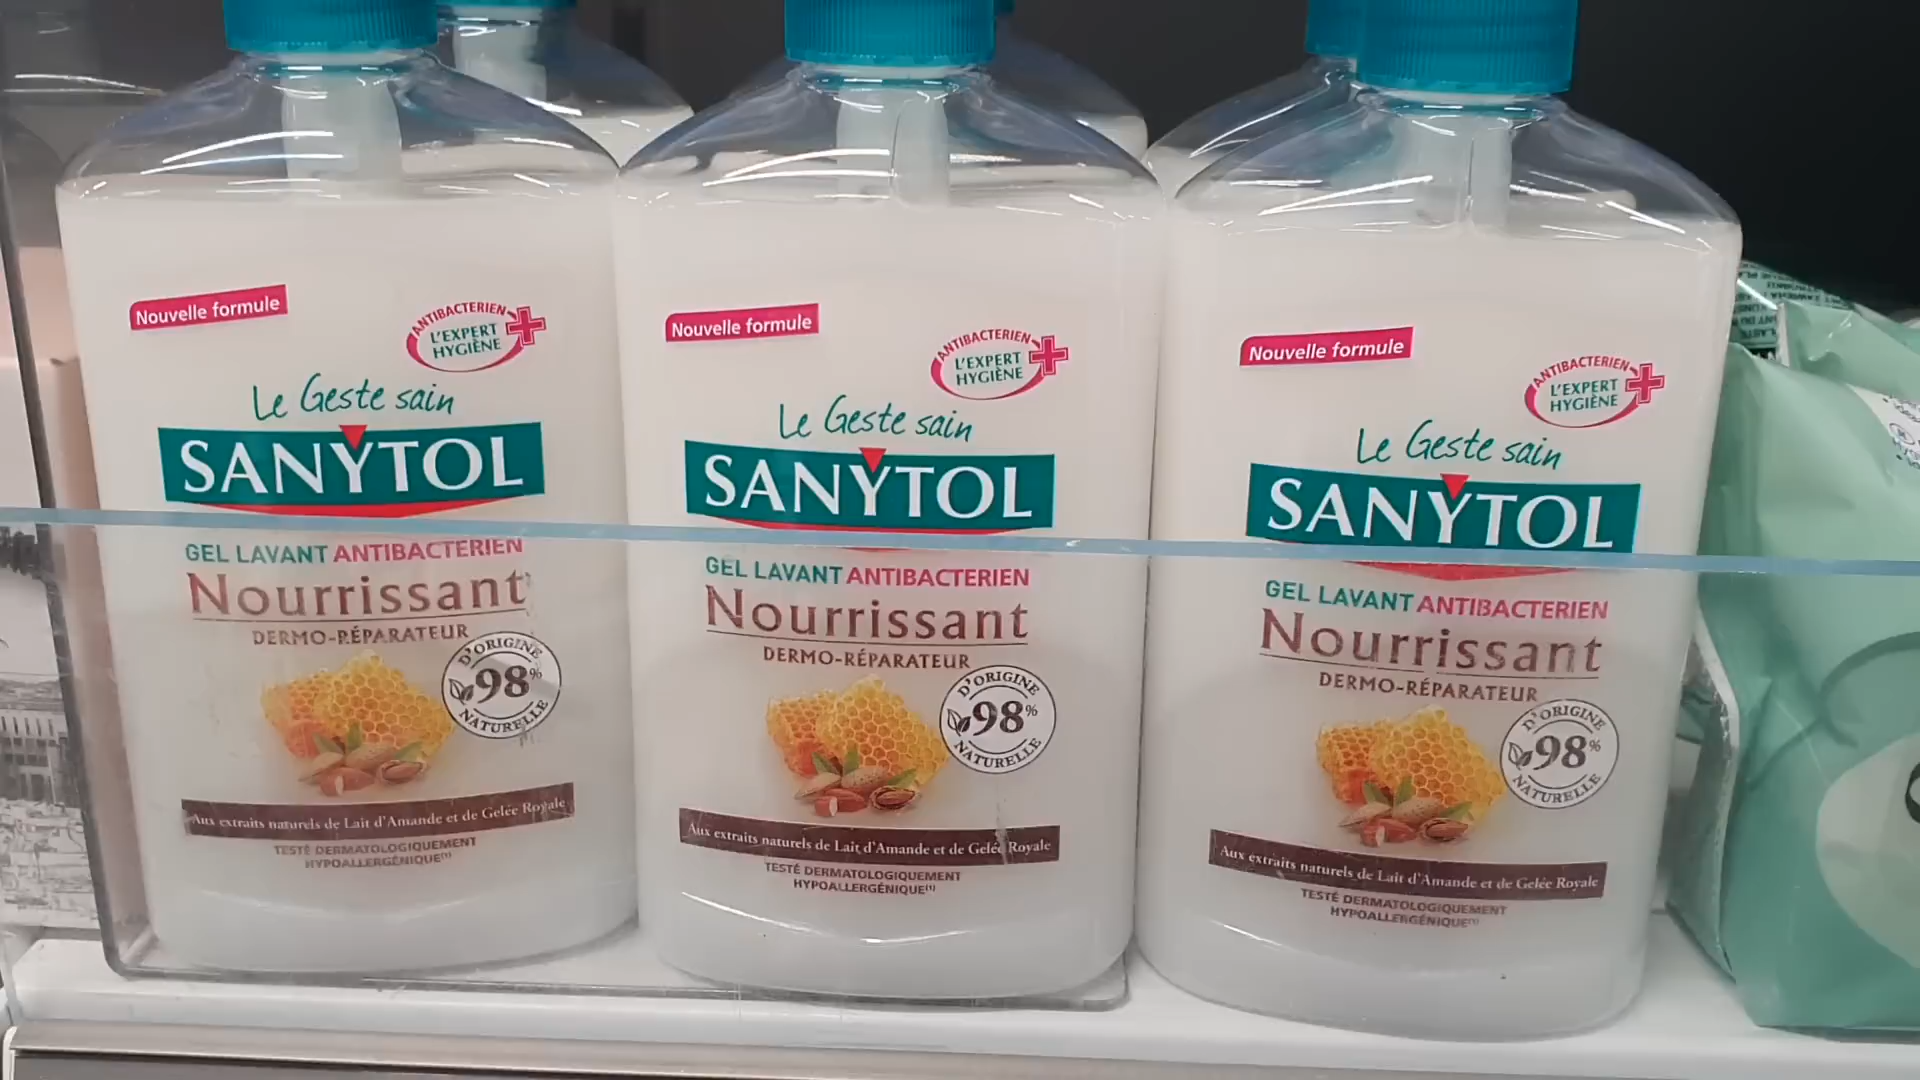 Nouvelle formule
ANTIBACTERIEN
L'EXPERT
HYGIÈNE
Le Geste sain
SANYTOL
GEL LAVANT ANTIBACTERIEN
Nourrissant
DERMO-RÉPARATEUR
D'ORIGINE
98%
NATURELLE
Aux extraits naturels de Lait d'Amande et de Gelée Royale
TESTÉ DERMATOLOGIQUEMENT
HYPOALLERGÉNIQUE(1)
Nouvelle formule
ANTIBACTERIEN
L'EXPERT
HYGIÈNE
Le Geste sain
SANYTOL
GEL LAVANT ANTIBACTERIEN
Nourrissant
DERMO-RÉPARATEUR
D'ORIGINE
98%
NATURELLE
Aux extraits naturels de Lait d'Amande et de Gelée Royale
TESTÉ DERMATOLOGIQUEMENT
HYPOALLERGÉNIQUE(1)
Nouvelle formule
ANTIBACTERIEN
L'EXPERT
HYGIÈNE
Le Geste sain
SANYTOL
GEL LAVANT ANTIBACTERIEN
Nourrissant
DERMO-RÉPARATEUR
D'ORIGINE
98%
NATURELLE
Aux extraits naturels de Lait d'Amande et de Gelée Royale
TESTÉ DERMATOLOGIQUEMENT
HYPOALLERGÉNIQUE(1)